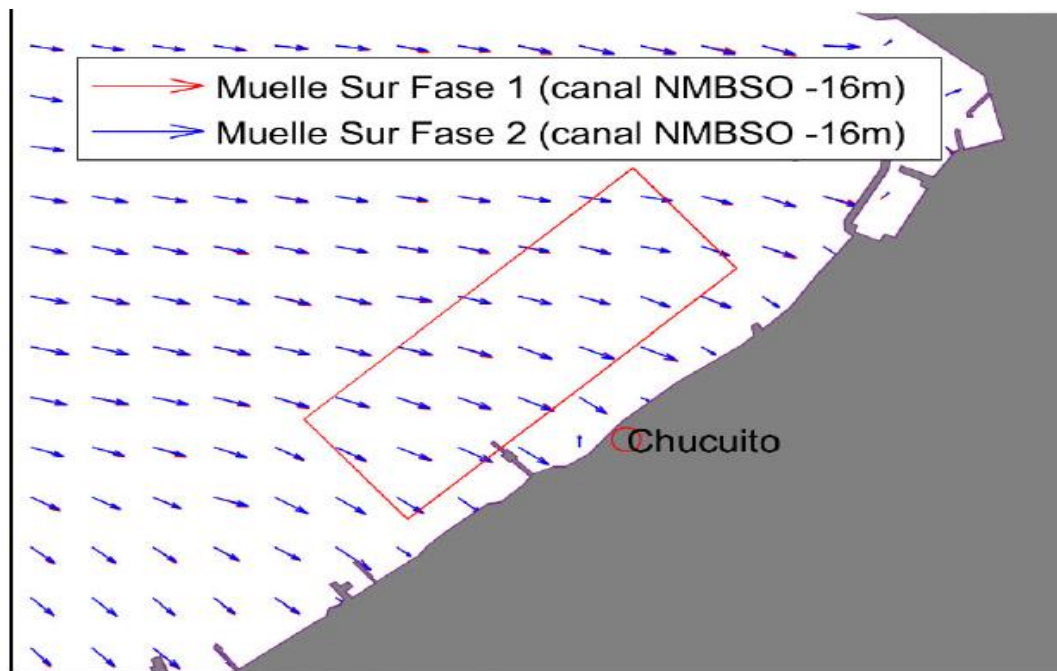 Muelle Sur Fase 1 (canal NMBSO -16m)
Muelle Sur Fase 2 (canal NMBSO -16m)
Chucuito